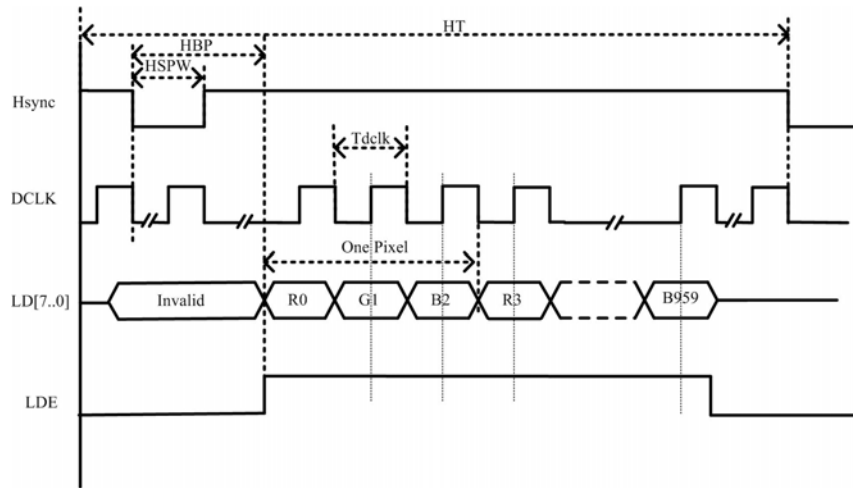 HT
HBP
HSPW
Hsync
Tdclk
DCLK
One Pixel
LD[7..0] Invalid R0 G1 B2 R3 B959
LDE